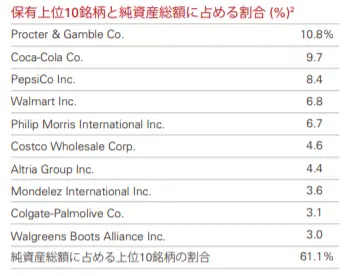 保有上位10銘柄と純資産総額に占める割合 (%)²
Procter & Gamble Co. 10.8%
Coca-Cola Co. 9.7
PepsiCo Inc. 8.4
Walmart Inc. 6.8
Philip Morris International Inc. 6.7
Costco Wholesale Corp. 4.6
Altria Group Inc. 4.4
Mondelez International Inc. 3.6
Colgate-Palmolive Co. 3.1
Walgreens Boots Alliance Inc. 3.0
純資産総額に占める上位10銘柄の割合 61.1%